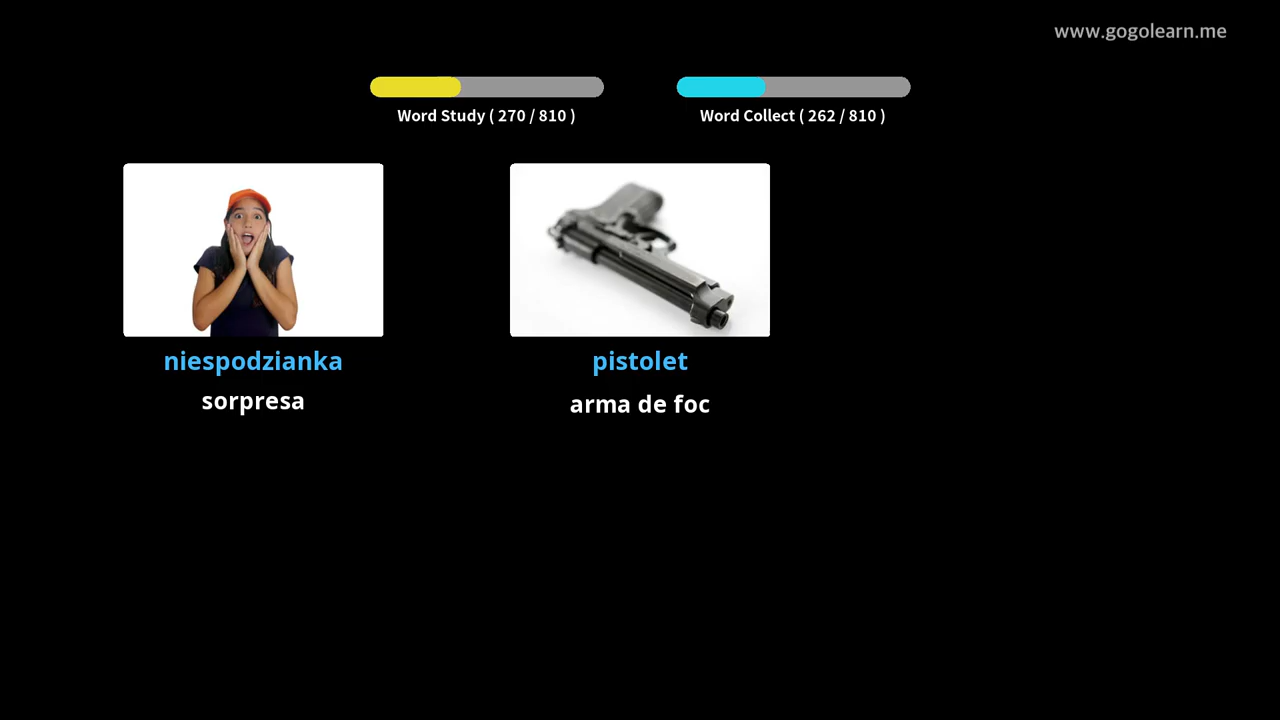 www.gogolearn.me
Word Study ( 270 / 810 )
Word Collect ( 262 / 810 )
niespodzianka
sorpresa
pistolet
arma de foc